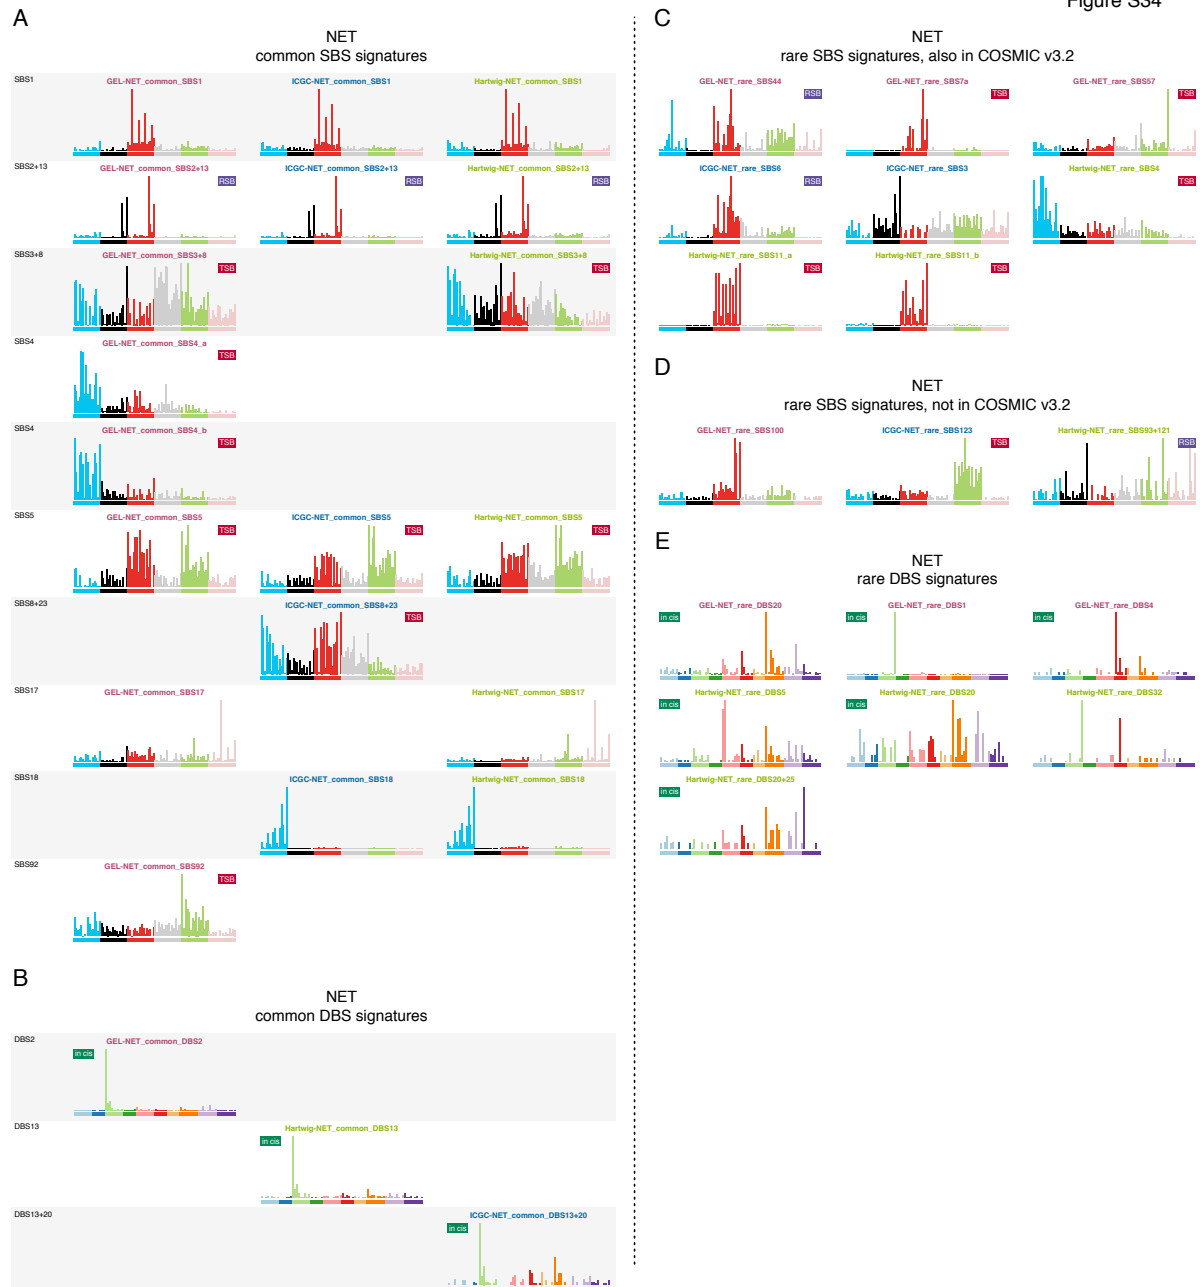 Figure S34
A
NET
common SBS signatures
SBS1
GEL-NET_common_SBS1
ICGC-NET_common_SBS1
Hartwig-NET_common_SBS1
SBS2+13
GEL-NET_common_SBS2+13
RSB
ICGC-NET_common_SBS2+13
RSB
Hartwig-NET_common_SBS2+13
RSB
SBS3+8
GEL-NET_common_SBS3+8
TSB
Hartwig-NET_common_SBS3+8
TSB
SBS4
GEL-NET_common_SBS4_a
TSB
SBS4
GEL-NET_common_SBS4_b
TSB
SBS5
GEL-NET_common_SBS5
TSB
ICGC-NET_common_SBS5
TSB
Hartwig-NET_common_SBS5
TSB
SBS8+23
ICGC-NET_common_SBS8+23
TSB
SBS17
GEL-NET_common_SBS17
Hartwig-NET_common_SBS17
SBS18
ICGC-NET_common_SBS18
Hartwig-NET_common_SBS18
SBS92
GEL-NET_common_SBS92
TSB
B
NET
common DBS signatures
DBS2
GEL-NET_common_DBS2
in cis
DBS13
Hartwig-NET_common_DBS13
in cis
DBS13+20
ICGC-NET_common_DBS13+20
in cis
C
NET
rare SBS signatures, also in COSMIC v3.2
GEL-NET_rare_SBS44
RSB
GEL-NET_rare_SBS7a
TSB
GEL-NET_rare_SBS57
TSB
ICGC-NET_rare_SBS6
RSB
ICGC-NET_rare_SBS3
Hartwig-NET_rare_SBS4
TSB
Hartwig-NET_rare_SBS11_a
TSB
Hartwig-NET_rare_SBS11_b
TSB
D
NET
rare SBS signatures, not in COSMIC v3.2
GEL-NET_rare_SBS100
ICGC-NET_rare_SBS123
TSB
Hartwig-NET_rare_SBS93+121
RSB
E
NET
rare DBS signatures
GEL-NET_rare_DBS20
in cis
GEL-NET_rare_DBS1
in cis
GEL-NET_rare_DBS4
in cis
Hartwig-NET_rare_DBS5
in cis
Hartwig-NET_rare_DBS20
in cis
Hartwig-NET_rare_DBS32
Hartwig-NET_rare_DBS20+25
in cis